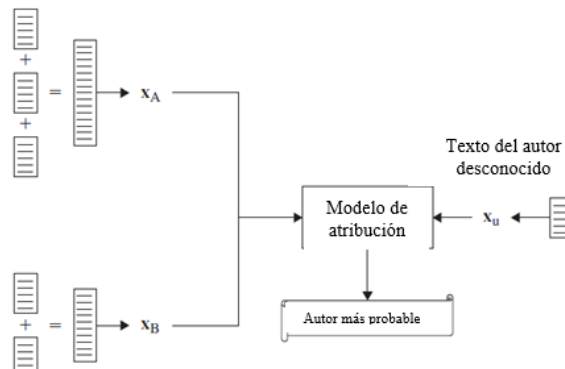 +
=
x_A
+
Texto del autor
desconocido
Modelo de
atribución
x_u
Autor más probable
+
=
x_B